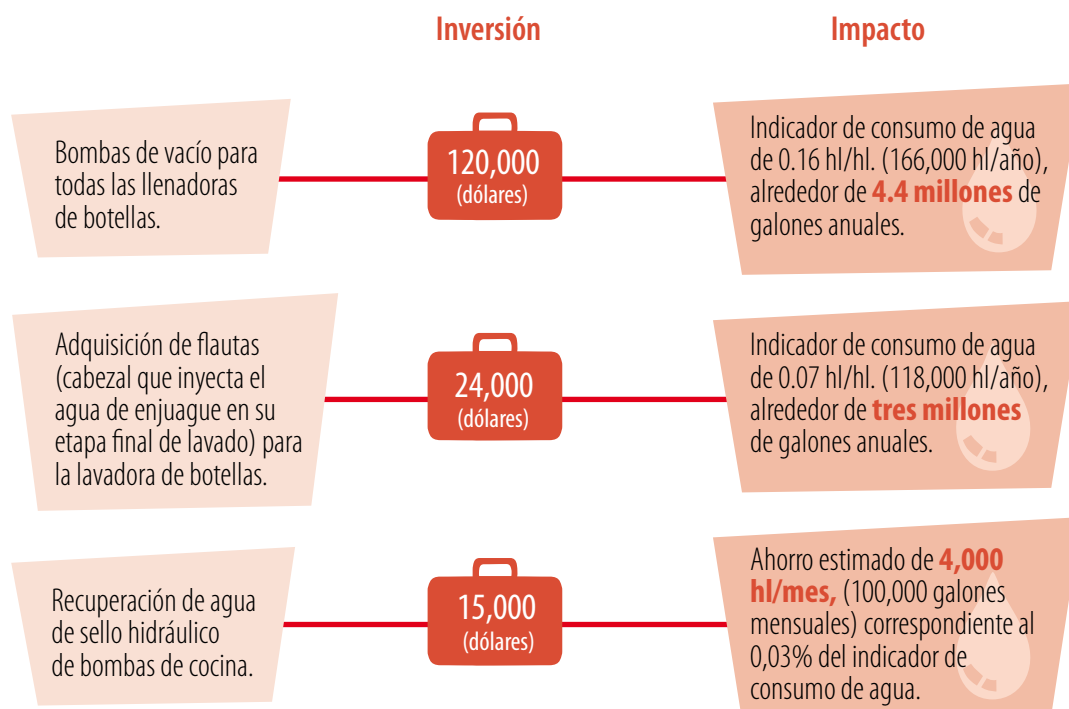 Inversión
Impacto
Bombas de vacío para
todas las llenadoras
de botellas.
120,000
(dólares)
Indicador de consumo de agua
de 0.16 hl/hl. (166,000 hl/año),
alrededor de 4.4 millones de
galones anuales.
Adquisición de flautas
(cabezal que inyecta el
agua de enjuague en su
etapa final de lavado) para
la lavadora de botellas.
24,000
(dólares)
Indicador de consumo de agua
de 0.07 hl/hl. (118,000 hl/año),
alrededor de tres millones
de galones anuales.
Recuperación de agua
de sello hidráulico
de bombas de cocina.
15,000
(dólares)
Ahorro estimado de 4,000
hl/mes, (100,000 galones
mensuales) correspondiente al
0,03% del indicador de
consumo de agua.